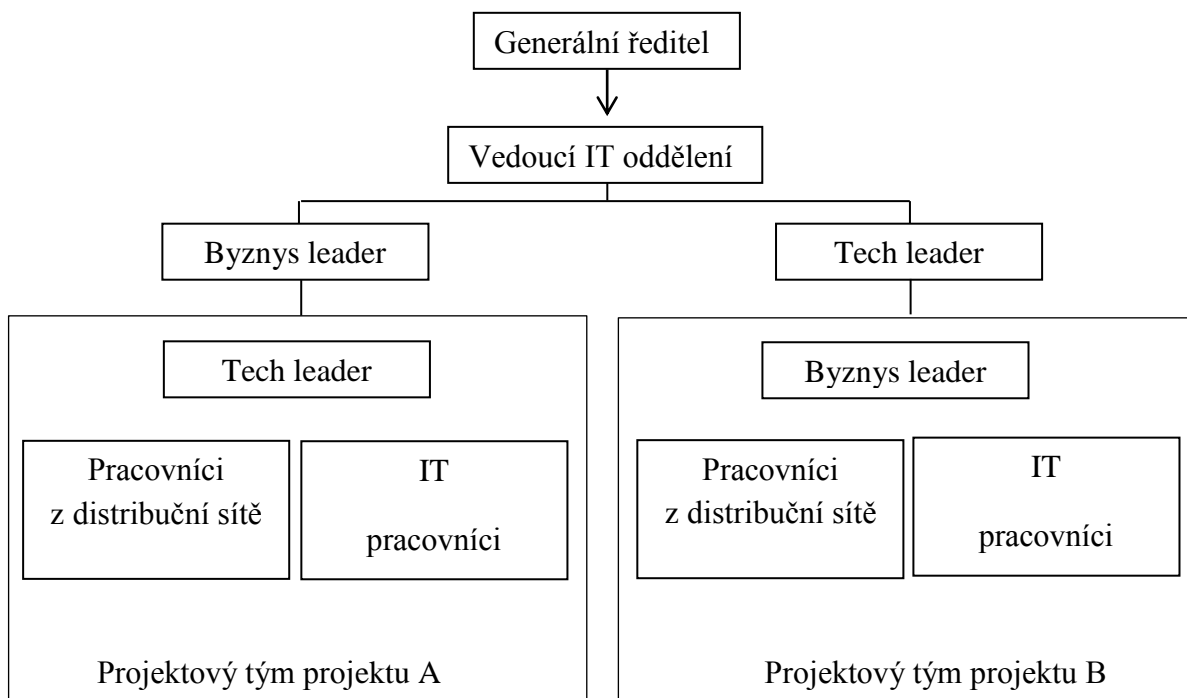 Generální ředitel
Vedoucí IT oddělení
Byznys leader
Tech leader
Tech leader
Pracovníci
z distribuční sítě
IT
pracovníci
Projektový tým projektu A
Byznys leader
Pracovníci
z distribuční sítě
IT
pracovníci
Projektový tým projektu B